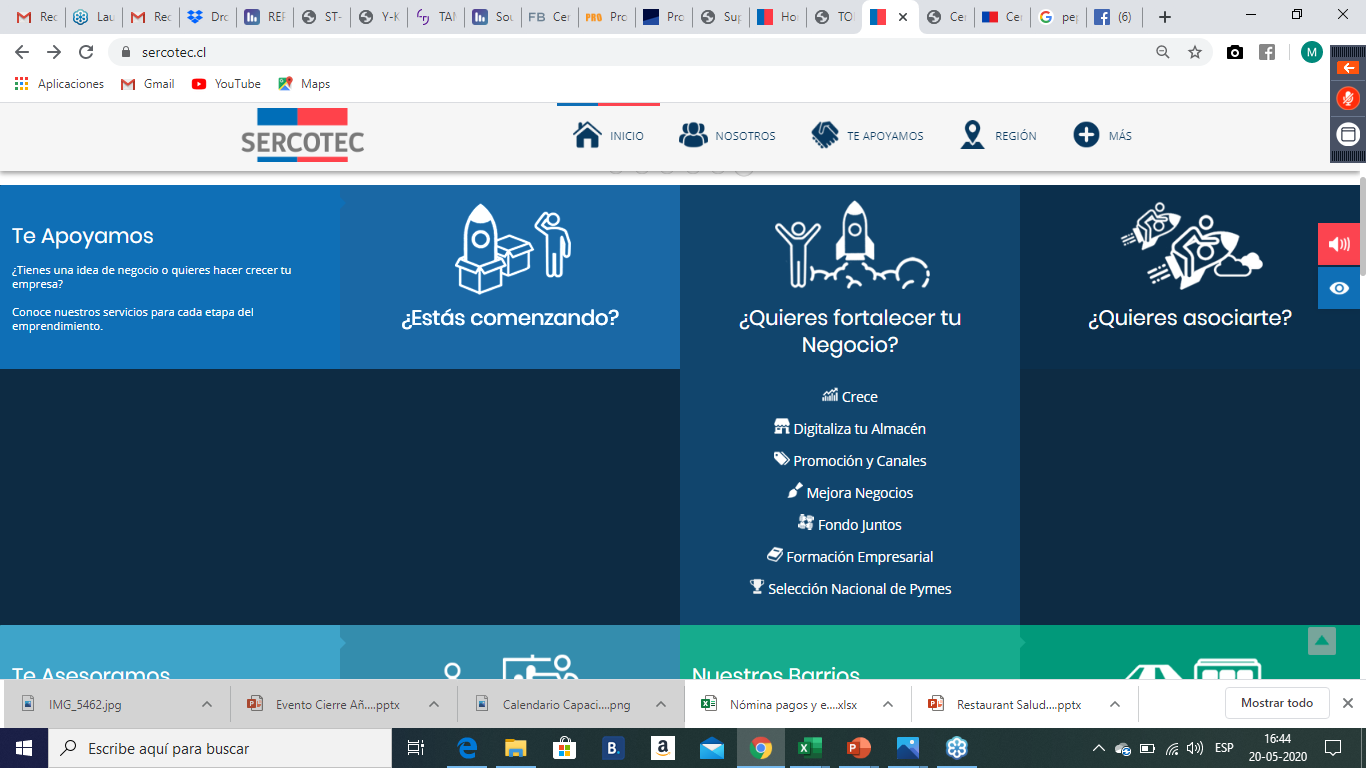 Rec
Lau
Rec
Dro
REF
ST-
Y-K
TAN
Sou
FB
Cer
PRO
Pro
Pro
Sup
Ho
TO
Ce
Cer
pe
(6)
sercotec.cl
M
Aplicaciones
Gmail
YouTube
Maps
SERCOTEC
INICIO
NOSOTROS
TE APOYAMOS
REGIÓN
MÁS
Te Apoyamos
¿Tienes una idea de negocio o quieres hacer crecer tu
empresa?
Conoce nuestros servicios para cada etapa del
emprendimiento.
¿Estás comenzando?
¿Quieres fortalecer tu
Negocio?
Crece
Digitaliza tu Almacén
Promoción y Canales
Mejora Negocios
Fondo Juntos
Formación Empresarial
Selección Nacional de Pymes
¿Quieres asociarte?
Te Asesoramos
Nuestros Barrios
IMG_5462.jpg
Evento Cierre Añ....pptx
Calendario Capaci....png
Nómina pagos y e....xlsx
Restaurant Salud....pptx
Mostrar todo
Escribe aquí para buscar
B.
a
ESP
16:44
20-05-2020